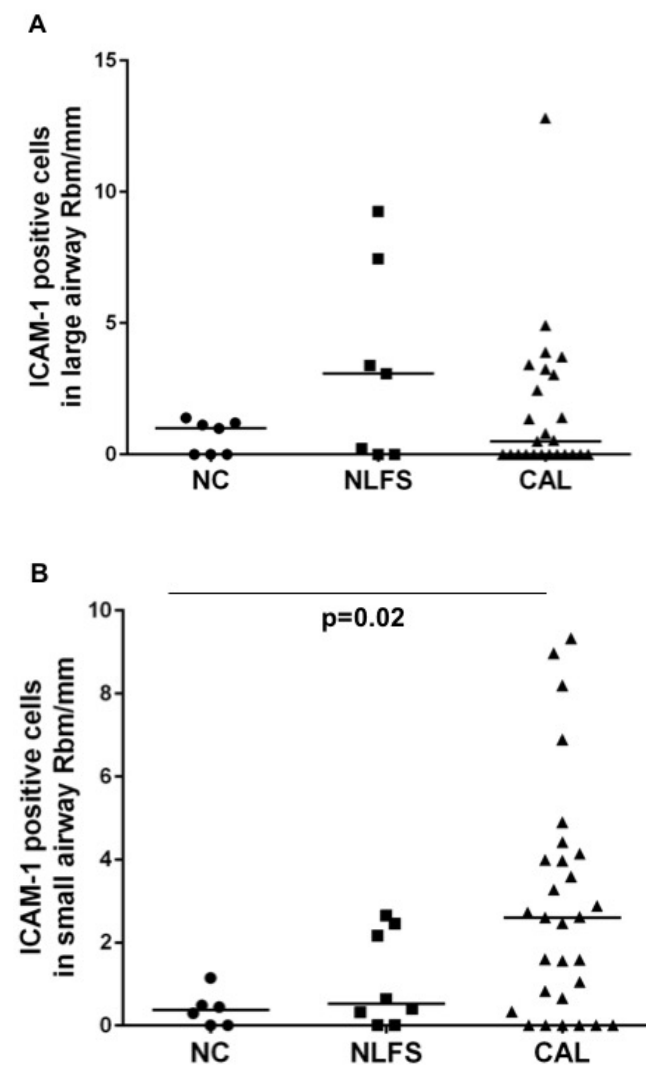 A
ICAM-1 positive cells
in large airway Rbm/mm
15
10
5
0
NC NLFS CAL
B
p=0.02
ICAM-1 positive cells
in small airway Rbm/mm
10
8
6
4
2
0
NC NLFS CAL